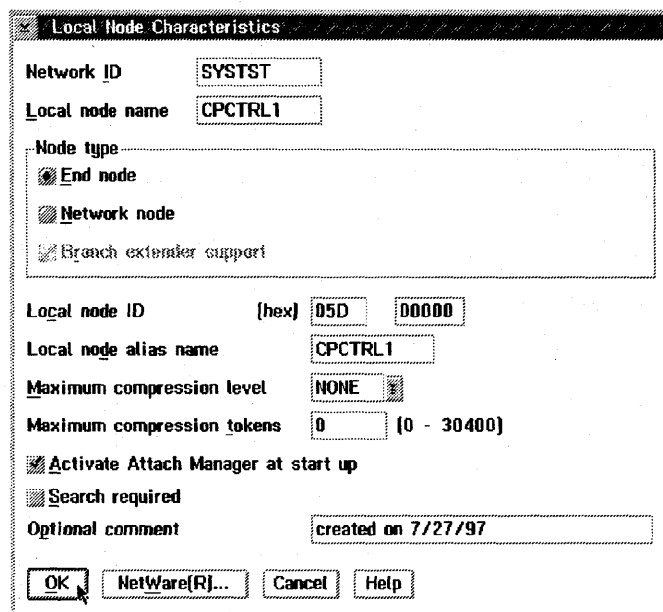 Local Node Characteristics
Network ID SYSTST
Local node name CPCTRL1
Node type
End node
Network node
Branch extender support
Local node ID (hex) 05D 00000
Local node alias name CPCTRL1
Maximum compression level NONE
Maximum compression tokens 0 (0 - 30400)
Activate Attach Manager at start up
Search required
Optional comment created on 7/27/97
OK NetWare(R)... Cancel Help